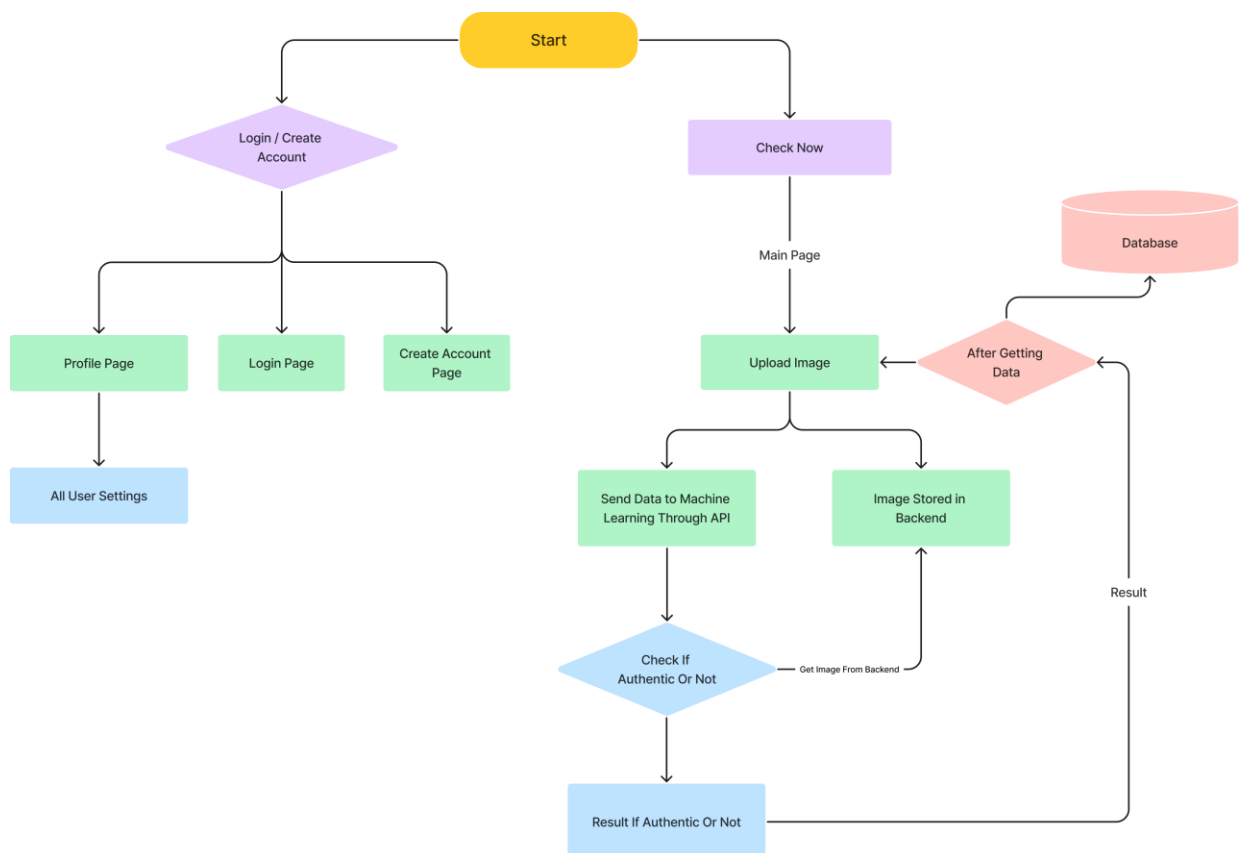 Start
Login / Create
Account
Check Now
Database
Main Page
Profile Page
Login Page
Create Account
Page
Upload Image
After Getting
Data
All User Settings
Send Data to Machine
Learning Through API
Image Stored in
Backend
Result
Check If
Authentic Or Not
Get Image From Backend
Result If Authentic Or Not